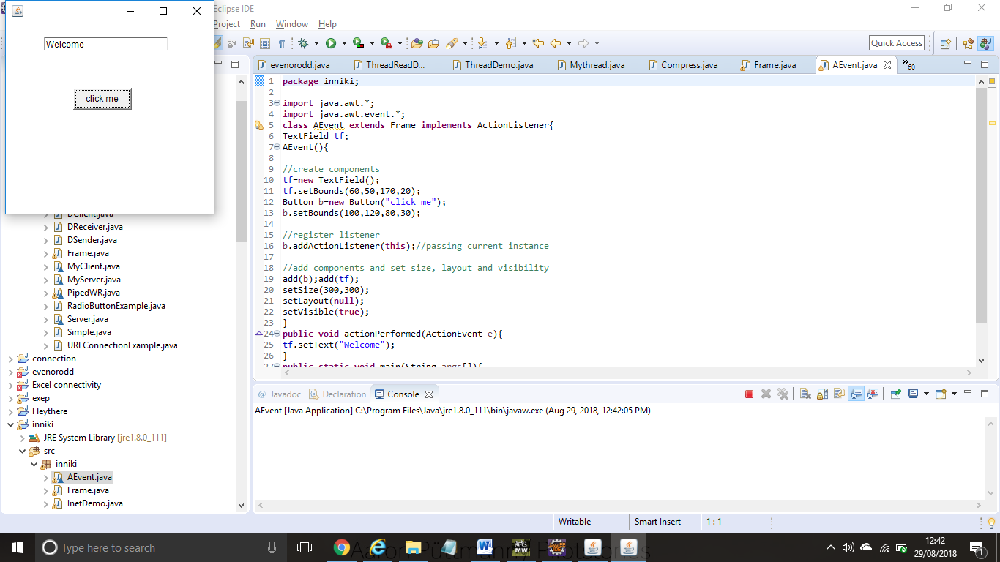 Eclipse IDE
Project Run Window Help
Quick Access
Welcome
click me
evenorodd.java ThreadReadD... ThreadDemo.java Mythread.java Compress.java Frame.java AEvent.java 60
1 package inniki;
2
3 import java.awt.*;
4 import java.awt.event.*;
5 class AEvent extends Frame implements ActionListener{
6 TextField tf;
7 AEvent(){
8
9 //create components
10 tf=new TextField();
11 tf.setBounds(60,50,170,20);
12 Button b=new Button("click me");
13 b.setBounds(100,120,80,30);
14
15 //register listener
16 b.addActionListener(this);//passing current instance
17
18 //add components and set size, layout and visibility
19 add(b);add(tf);
20 setSize(300,300);
21 setLayout(null);
22 setVisible(true);
23 }
24 public void actionPerformed(ActionEvent e){
25 tf.setText("Welcome");
26 }
27 public static void main(String args[]){
DClient.java
DReceiver.java
DSender.java
Frame.java
MyClient.java
MyServer.java
PipedWR.java
RadioButtonExample.java
Server.java
Simple.java
URLConnectionExample.java
connection
evenorodd
Excel connectivity
exep
Heythere
inniki
JRE System Library [jre1.8.0_111]
src
inniki
AEvent.java
Frame.java
InetDemo.java
@ Javadoc Declaration Console
AEvent [Java Application] C:\Program Files\Java\jre1.8.0_111\bin\javaw.exe (Aug 29, 2018, 12:42:05 PM)
Writable Smart Insert 1 : 1
Type here to search
12:42
29/08/2018
1